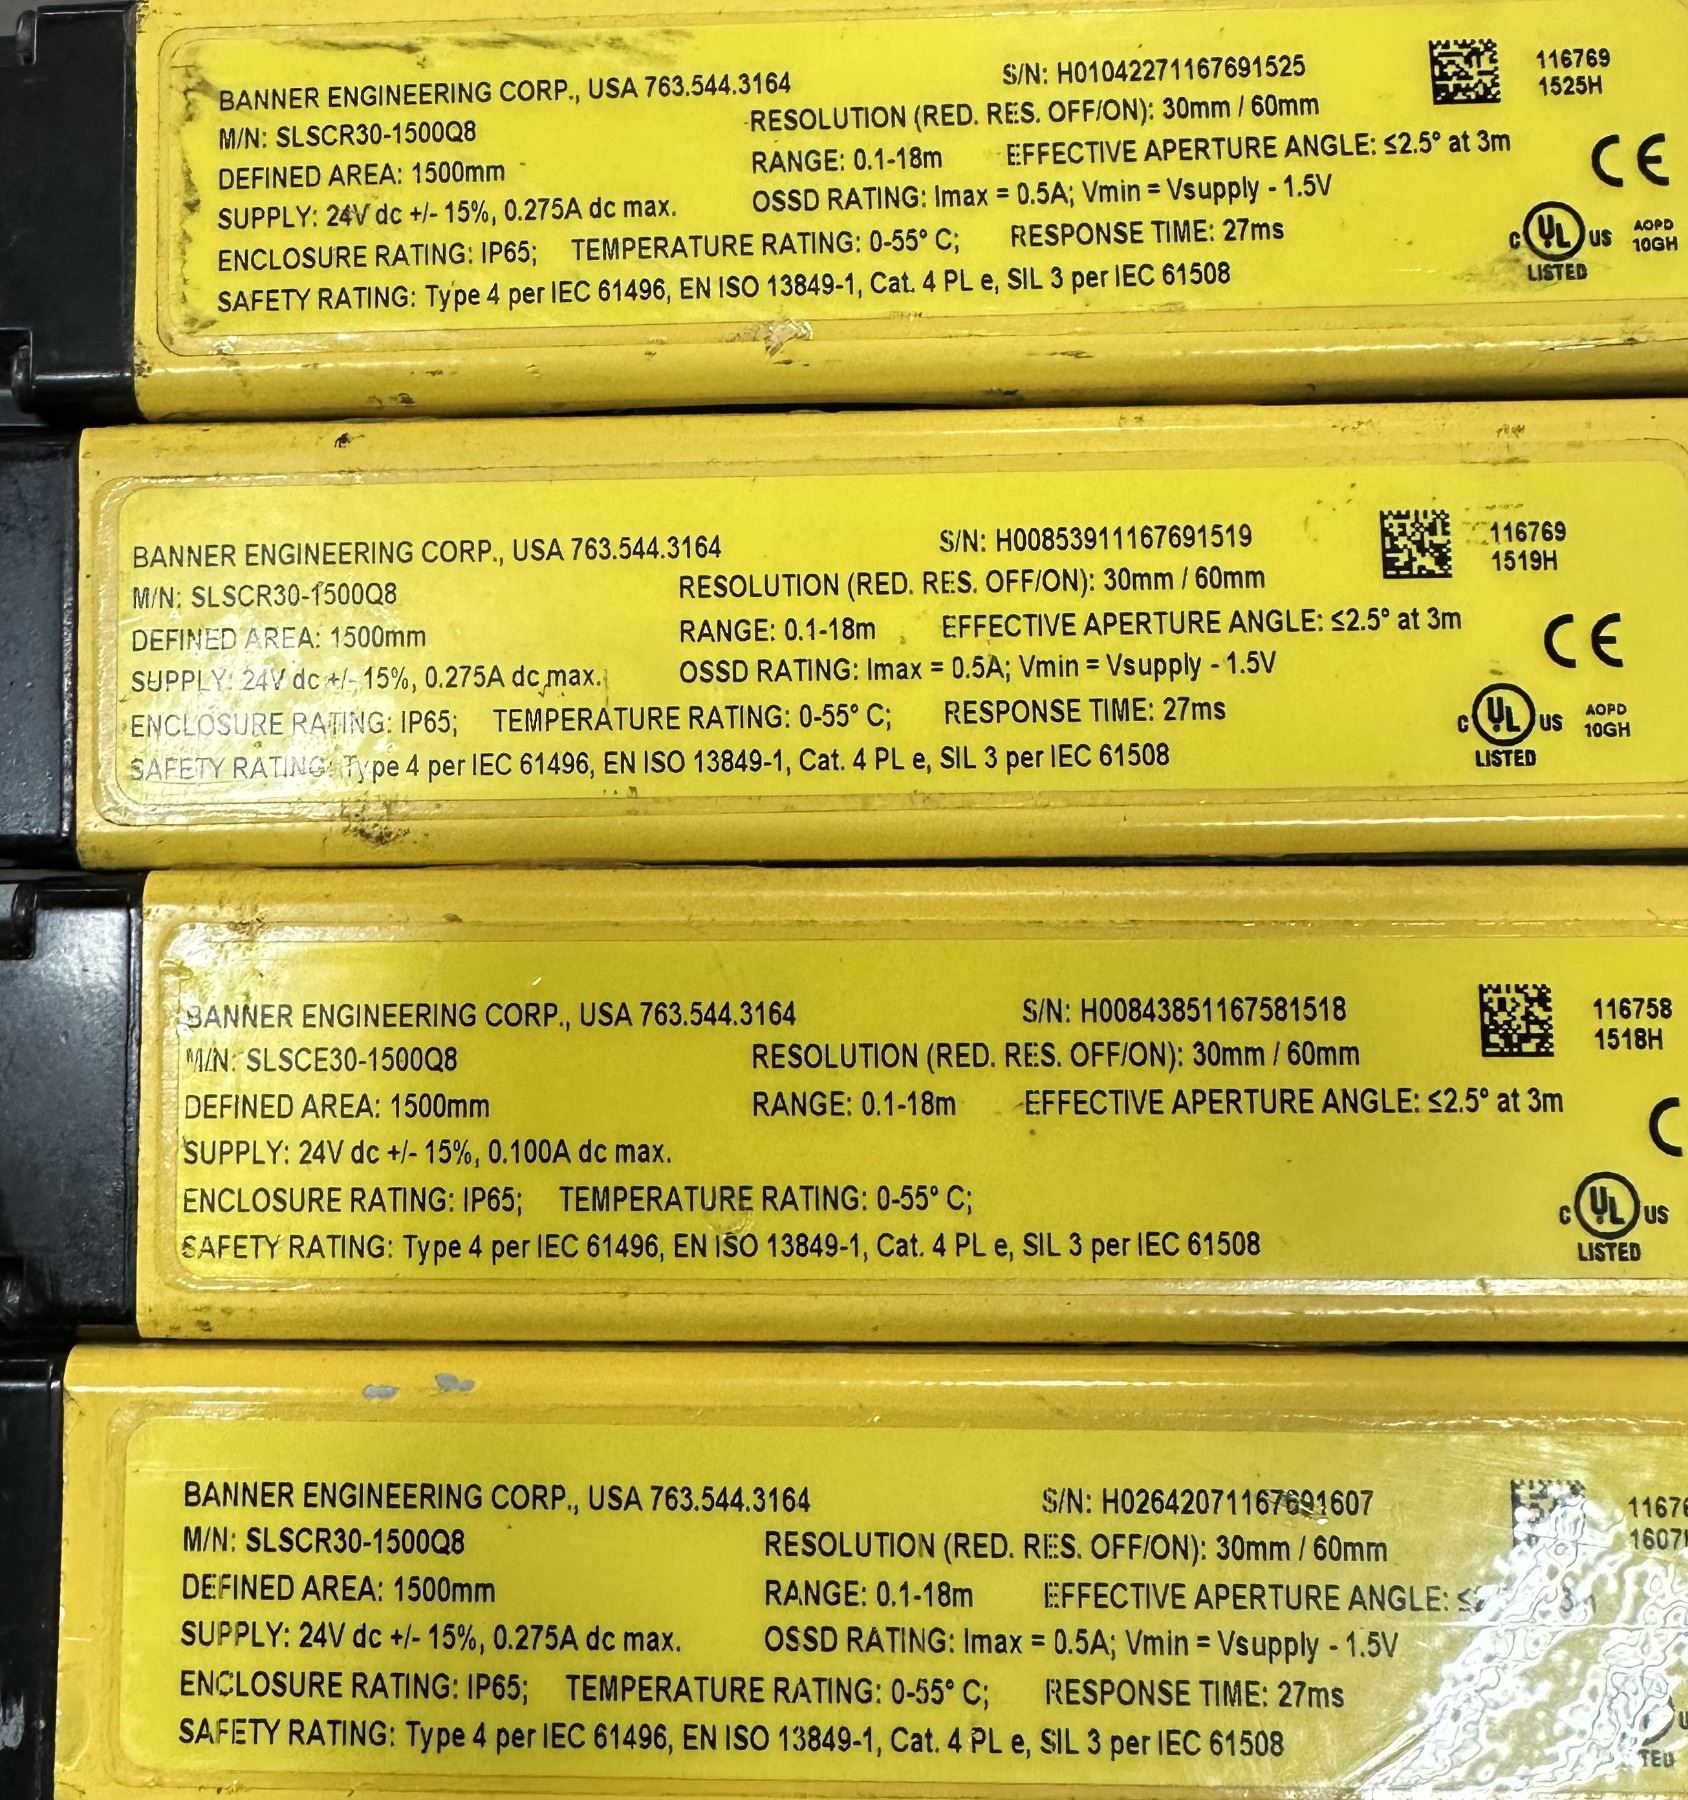 BANNER ENGINEERING CORP., USA 763.544.3164 S/N: H01042271167691525 116769
1525H
M/N: SLSCR30-1500Q8 RESOLUTION (RED. RES. OFF/ON): 30mm / 60mm
DEFINED AREA: 1500mm RANGE: 0.1-18m EFFECTIVE APERTURE ANGLE: ≤2.5° at 3m
CE
SUPPLY: 24V dc +/- 15%, 0.275A dc max. OSSD RATING: Imax = 0.5A; Vmin = Vsupply - 1.5V
ENCLOSURE RATING: IP65; TEMPERATURE RATING: 0-55° C; RESPONSE TIME: 27ms
C UL US AOPD
10GH
LISTED
SAFETY RATING: Type 4 per IEC 61496, EN ISO 13849-1, Cat. 4 PL e, SIL 3 per IEC 61508
BANNER ENGINEERING CORP., USA 763.544.3164 S/N: H00853911167691519 116769
1519H
M/N: SLSCR30-1500Q8 RESOLUTION (RED. RES. OFF/ON): 30mm / 60mm
DEFINED AREA: 1500mm RANGE: 0.1-18m EFFECTIVE APERTURE ANGLE: ≤2.5° at 3m
CE
SUPPLY: 24V dc +/- 15%, 0.275A dc max. OSSD RATING: Imax = 0.5A; Vmin = Vsupply - 1.5V
ENCLOSURE RATING: IP65; TEMPERATURE RATING: 0-55° C; RESPONSE TIME: 27ms
C UL US AOPD
10GH
LISTED
SAFETY RATING: Type 4 per IEC 61496, EN ISO 13849-1, Cat. 4 PL e, SIL 3 per IEC 61508
BANNER ENGINEERING CORP., USA 763.544.3164 S/N: H00843851167581518 116758
1518H
M/N: SLSCE30-1500Q8 RESOLUTION (RED. RES. OFF/ON): 30mm / 60mm
DEFINED AREA: 1500mm RANGE: 0.1-18m EFFECTIVE APERTURE ANGLE: ≤2.5° at 3m
C
SUPPLY: 24V dc +/- 15%, 0.100A dc max.
ENCLOSURE RATING: IP65; TEMPERATURE RATING: 0-55° C;
C UL US
LISTED
SAFETY RATING: Type 4 per IEC 61496, EN ISO 13849-1, Cat. 4 PL e, SIL 3 per IEC 61508
BANNER ENGINEERING CORP., USA 763.544.3164 S/N: H02642071167691607
M/N: SLSCR30-1500Q8 RESOLUTION (RED. RES. OFF/ON): 30mm / 60mm
DEFINED AREA: 1500mm RANGE: 0.1-18m EFFECTIVE APERTURE ANGLE:
SUPPLY: 24V dc +/- 15%, 0.275A dc max. OSSD RATING: Imax = 0.5A; Vmin = Vsupply - 1.5V
ENCLOSURE RATING: IP65; TEMPERATURE RATING: 0-55° C; RESPONSE TIME: 27ms
SAFETY RATING: Type 4 per IEC 61496, EN ISO 13849-1, Cat. 4 PL e, SIL 3 per IEC 61508